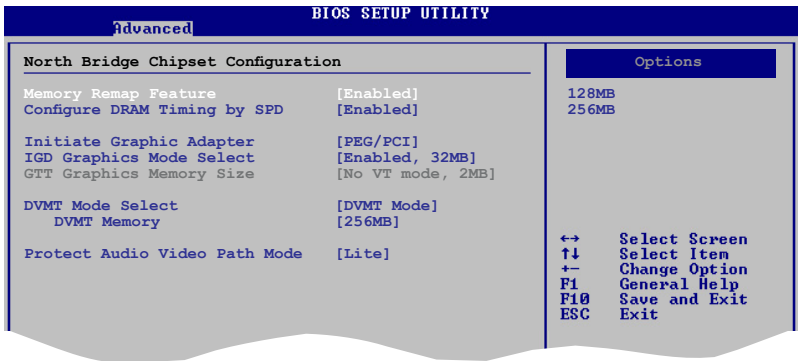 BIOS SETUP UTILITY
Advanced
North Bridge Chipset Configuration
Memory Remap Feature [Enabled]
Configure DRAM Timing by SPD [Enabled]
Initiate Graphic Adapter [PEG/PCI]
IGD Graphics Mode Select [Enabled, 32MB]
GTT Graphics Memory Size [No VT mode, 2MB]
DVMT Mode Select [DVMT Mode]
DVMT Memory [256MB]
Protect Audio Video Path Mode [Lite]
Options
128MB
256MB
←→ Select Screen
↑↓ Select Item
+- Change Option
F1 General Help
F10 Save and Exit
ESC Exit